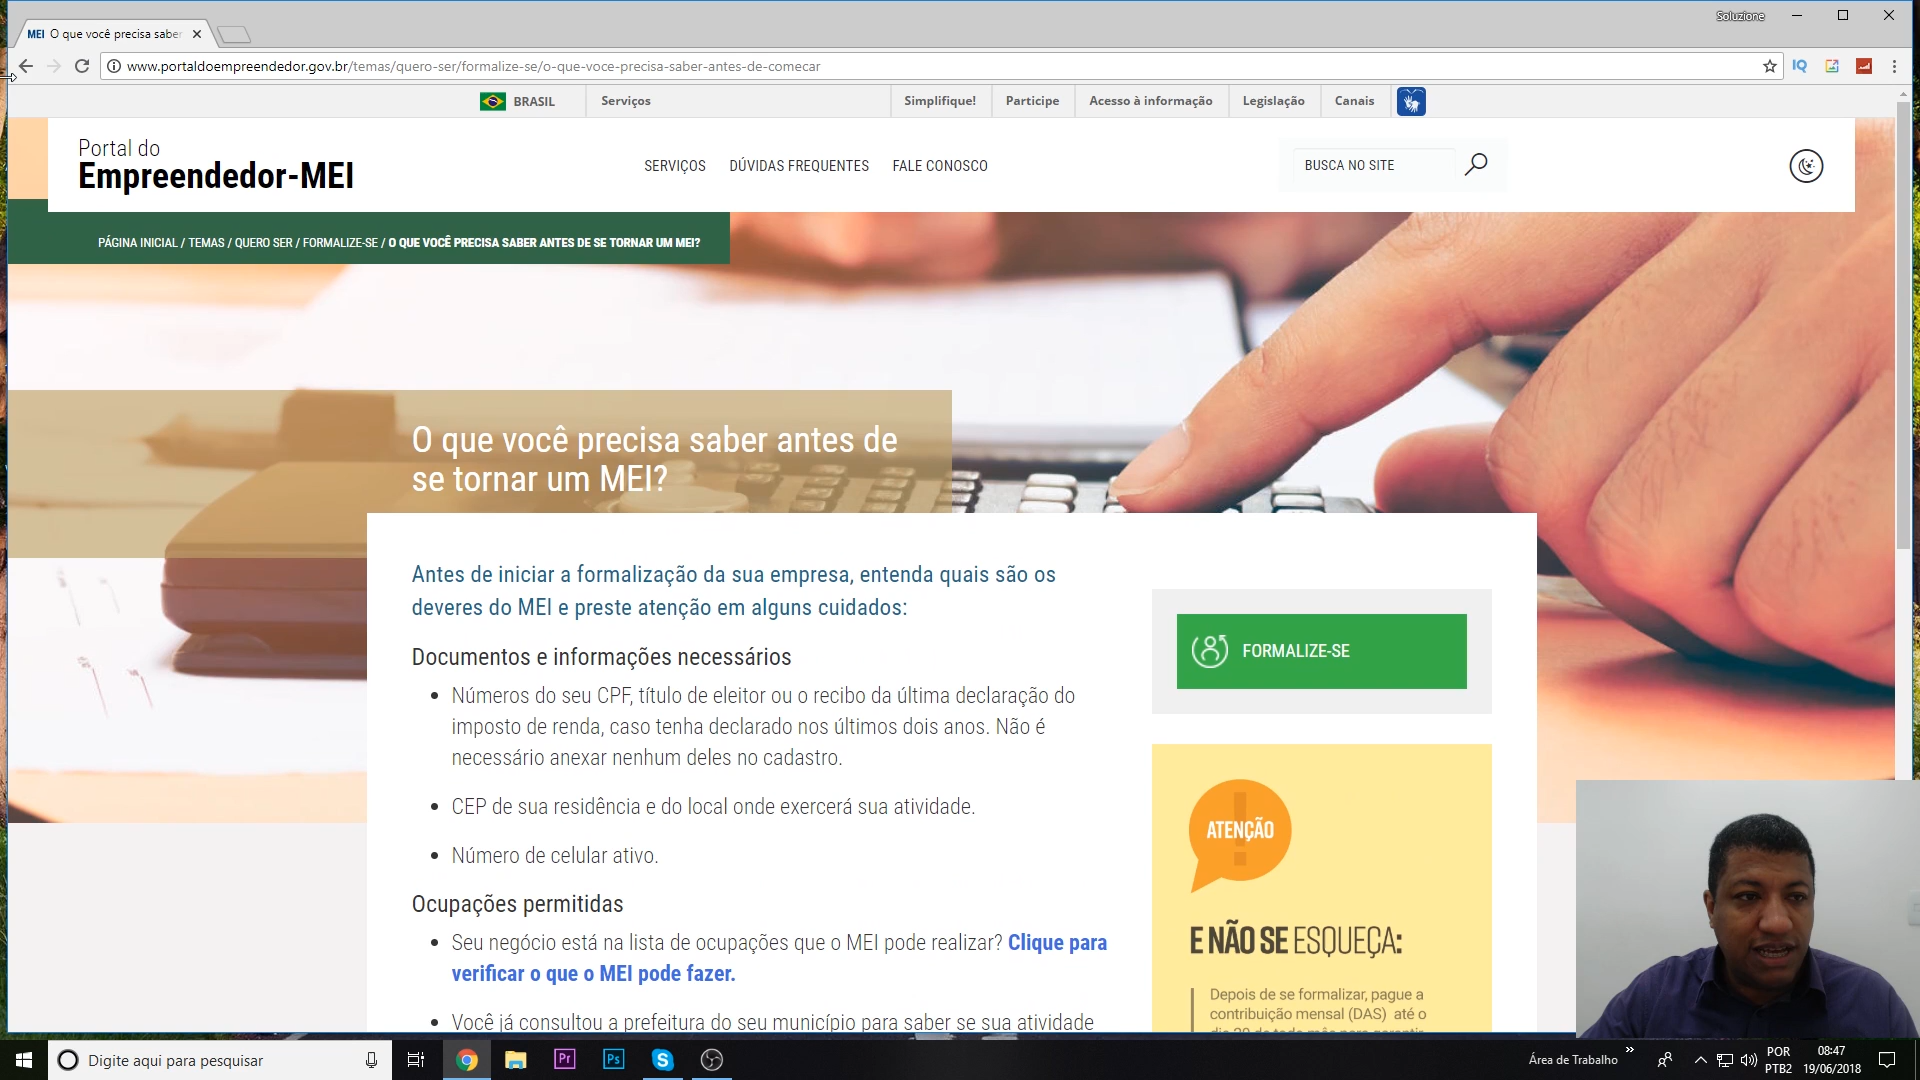 Soluzione
MEI O que você precisa saber
www.portaldoempreendedor.gov.br/temas/quero-ser/formalize-se/o-que-voce-precisa-saber-antes-de-comecar
IQ
BRASIL Serviços Simplifique! Participe Acesso à informação Legislação Canais
Portal do
Empreendedor-MEI
SERVIÇOS DÚVIDAS FREQUENTES FALE CONOSCO
BUSCA NO SITE
PÁGINA INICIAL / TEMAS / QUERO SER / FORMALIZE-SE / O QUE VOCÊ PRECISA SABER ANTES DE SE TORNAR UM MEI?
O que você precisa saber antes de
se tornar um MEI?
Antes de iniciar a formalização da sua empresa, entenda quais são os
deveres do MEI e preste atenção em alguns cuidados:
Documentos e informações necessários
Números do seu CPF, título de eleitor ou o recibo da última declaração do
imposto de renda, caso tenha declarado nos últimos dois anos. Não é
necessário anexar nenhum deles no cadastro.
CEP de sua residência e do local onde exercerá sua atividade.
Número de celular ativo.
Ocupações permitidas
Seu negócio está na lista de ocupações que o MEI pode realizar? Clique para
verificar o que o MEI pode fazer.
Você já consultou a prefeitura do seu município para saber se sua atividade
FORMALIZE-SE
ATENÇÃO
E NÃO SE ESQUEÇA:
Depois de se formalizar, pague a
contribuição mensal (DAS) até o
dia 20 de todo mês para garantir
Digite aqui para pesquisar
Pr
Ps
Área de Trabalho
POR
PTB2
08:47
19/06/2018